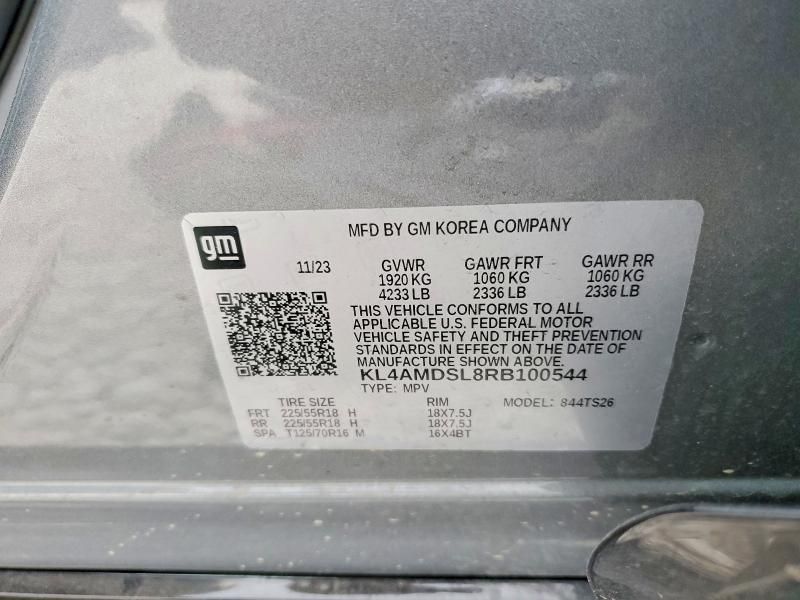 MFD BY GM KOREA COMPANY
gm
11/23
GVWR GAWR FRT GAWR RR
1920 KG 1060 KG 1060 KG
4233 LB 2336 LB 2336 LB
THIS VEHICLE CONFORMS TO ALL
APPLICABLE U.S. FEDERAL MOTOR
VEHICLE SAFETY AND THEFT PREVENTION
STANDARDS IN EFFECT ON THE DATE OF
MANUFACTURE SHOWN ABOVE.
KL4AMDSL8RB100544
TYPE: MPV
TIRE SIZE RIM MODEL: 844TS26
FRT 225/55R18 H 18X7.5J
RR 225/55R18 H 18X7.5J
SPA T125/70R16 M 16X4BT